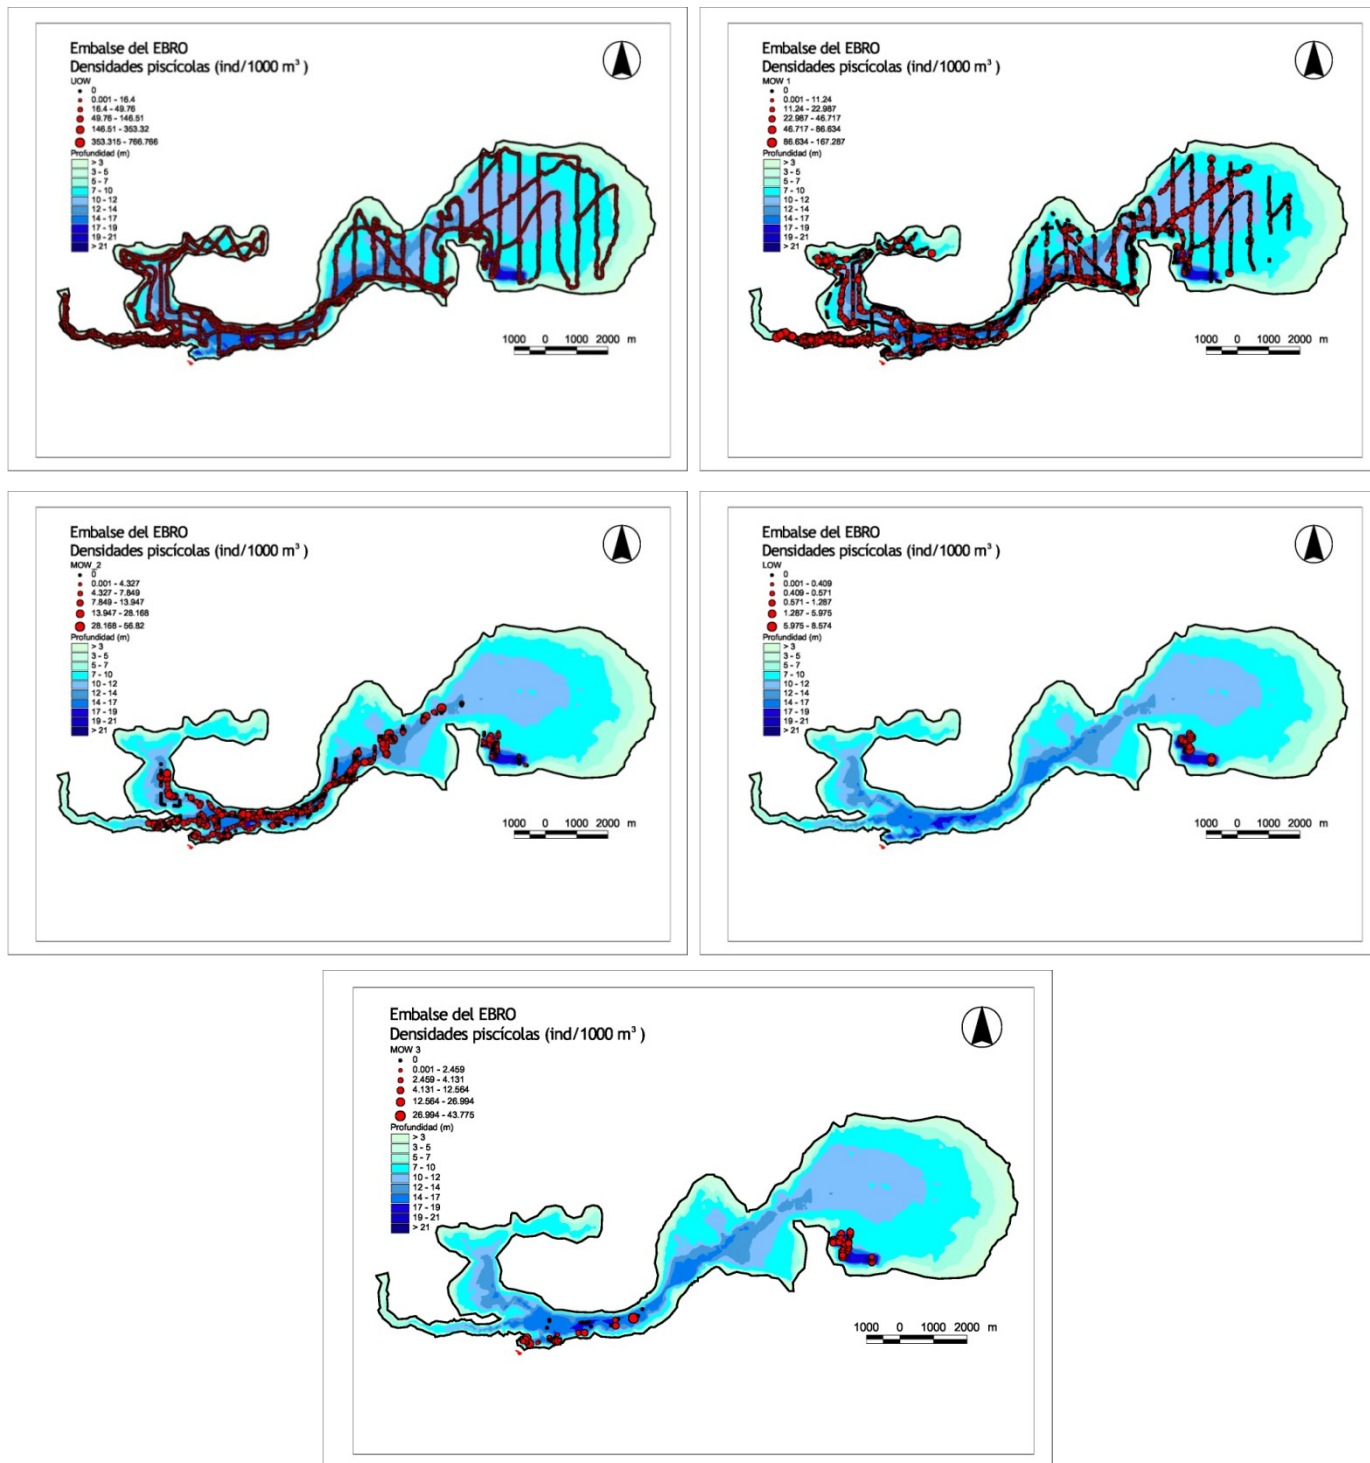 Embalse del EBRO
Densidades piscícolas (ind/1000 m³ )
UOW
0
0.001 - 16.4
16.4 - 49.76
49.76 - 146.51
146.51 - 353.32
353.315 - 766.766
Profundidad (m)
> 3
3 - 5
5 - 7
7 - 10
10 - 12
12 - 14
14 - 17
17 - 19
19 - 21
> 21
1000 0 1000 2000 m
Embalse del EBRO
Densidades piscícolas (ind/1000 m³ )
MOW 1
0
0.001 - 11.24
11.24 - 22.987
22.987 - 46.717
46.717 - 86.634
86.634 - 167.287
Profundidad (m)
> 3
3 - 5
5 - 7
7 - 10
10 - 12
12 - 14
14 - 17
17 - 19
19 - 21
> 21
1000 0 1000 2000 m
Embalse del EBRO
Densidades piscícolas (ind/1000 m³ )
MOW_2
0
0.001 - 4.327
4.327 - 7.849
7.849 - 13.947
13.947 - 28.168
28.168 - 56.82
Profundidad (m)
> 3
3 - 5
5 - 7
7 - 10
10 - 12
12 - 14
14 - 17
17 - 19
19 - 21
> 21
1000 0 1000 2000 m
Embalse del EBRO
Densidades piscícolas (ind/1000 m³ )
LOW
0
0.001 - 0.409
0.409 - 0.571
0.571 - 1.287
1.287 - 5.975
5.975 - 8.574
Profundidad (m)
> 3
3 - 5
5 - 7
7 - 10
10 - 12
12 - 14
14 - 17
17 - 19
19 - 21
> 21
1000 0 1000 2000 m
Embalse del EBRO
Densidades piscícolas (ind/1000 m³ )
MOW 3
0
0.001 - 2.459
2.459 - 4.131
4.131 - 12.564
12.564 - 26.994
26.994 - 43.775
Profundidad (m)
> 3
3 - 5
5 - 7
7 - 10
10 - 12
12 - 14
14 - 17
17 - 19
19 - 21
> 21
1000 0 1000 2000 m